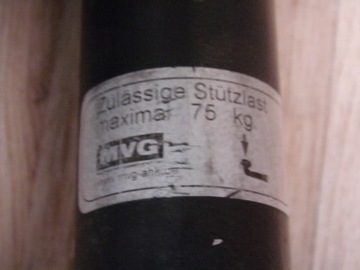 Zulässige Stützlast
maximal 75 kg
MVG